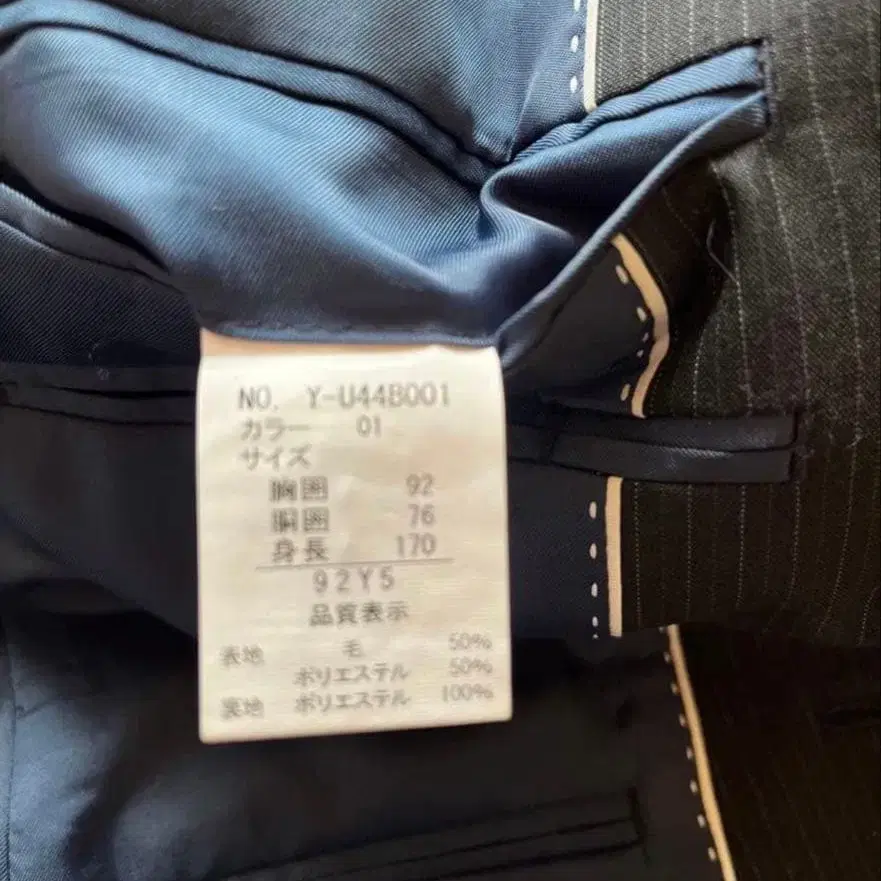 NO. Y-U44B001
カラー 01
サイズ
胸囲 92
胴囲 76
身長 170
92Y5
品質表示
表地 毛 50%
ポリエステル 50%
裏地 ポリエステル 100%